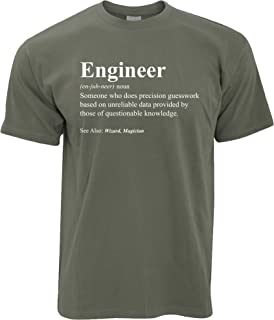 Engineer
(en-juh-neer) noun
Someone who does precision guesswork
based on unreliable data provided by
those of questionable knowledge.
See Also: Wizard, Magician